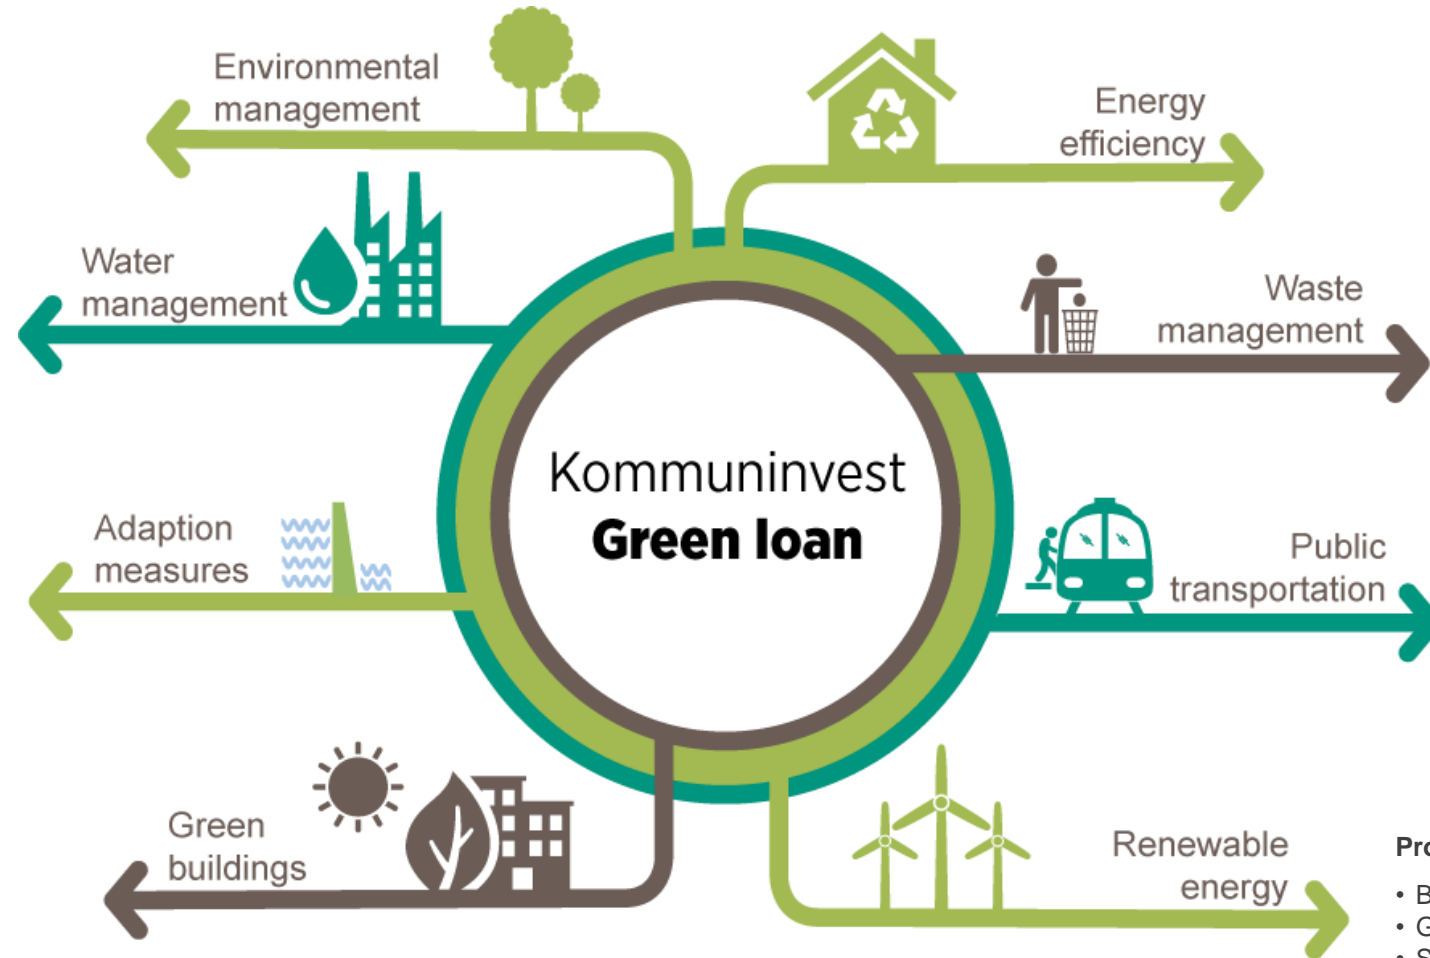 Environmental
management
Energy
efficiency
Water
management
Waste
management
Kommuninvest
Green loan
Adaption
measures
Public
transportation
Green
buildings
Renewable
energy